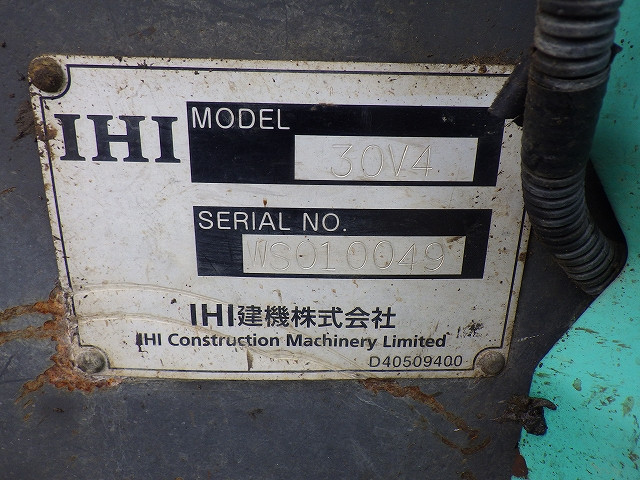 IHI
MODEL
30V4
SERIAL NO.
WS010049
IHI建機株式会社
IHI Construction Machinery Limited
D40509400